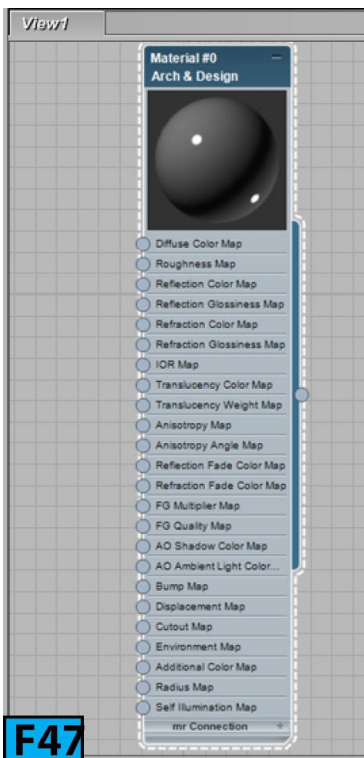 View1
Material #0
Arch & Design
Diffuse Color Map
Roughness Map
Reflection Color Map
Reflection Glossiness Map
Refraction Color Map
Refraction Glossiness Map
IOR Map
Translucency Color Map
Translucency Weight Map
Anisotropy Map
Anisotropy Angle Map
Reflection Fade Color Map
Refraction Fade Color Map
FG Multiplier Map
FG Quality Map
AO Shadow Color Map
AO Ambient Light Color...
Bump Map
Displacement Map
Cutout Map
Environment Map
Additional Color Map
Radius Map
Self Illumination Map
mr Connection +
F47